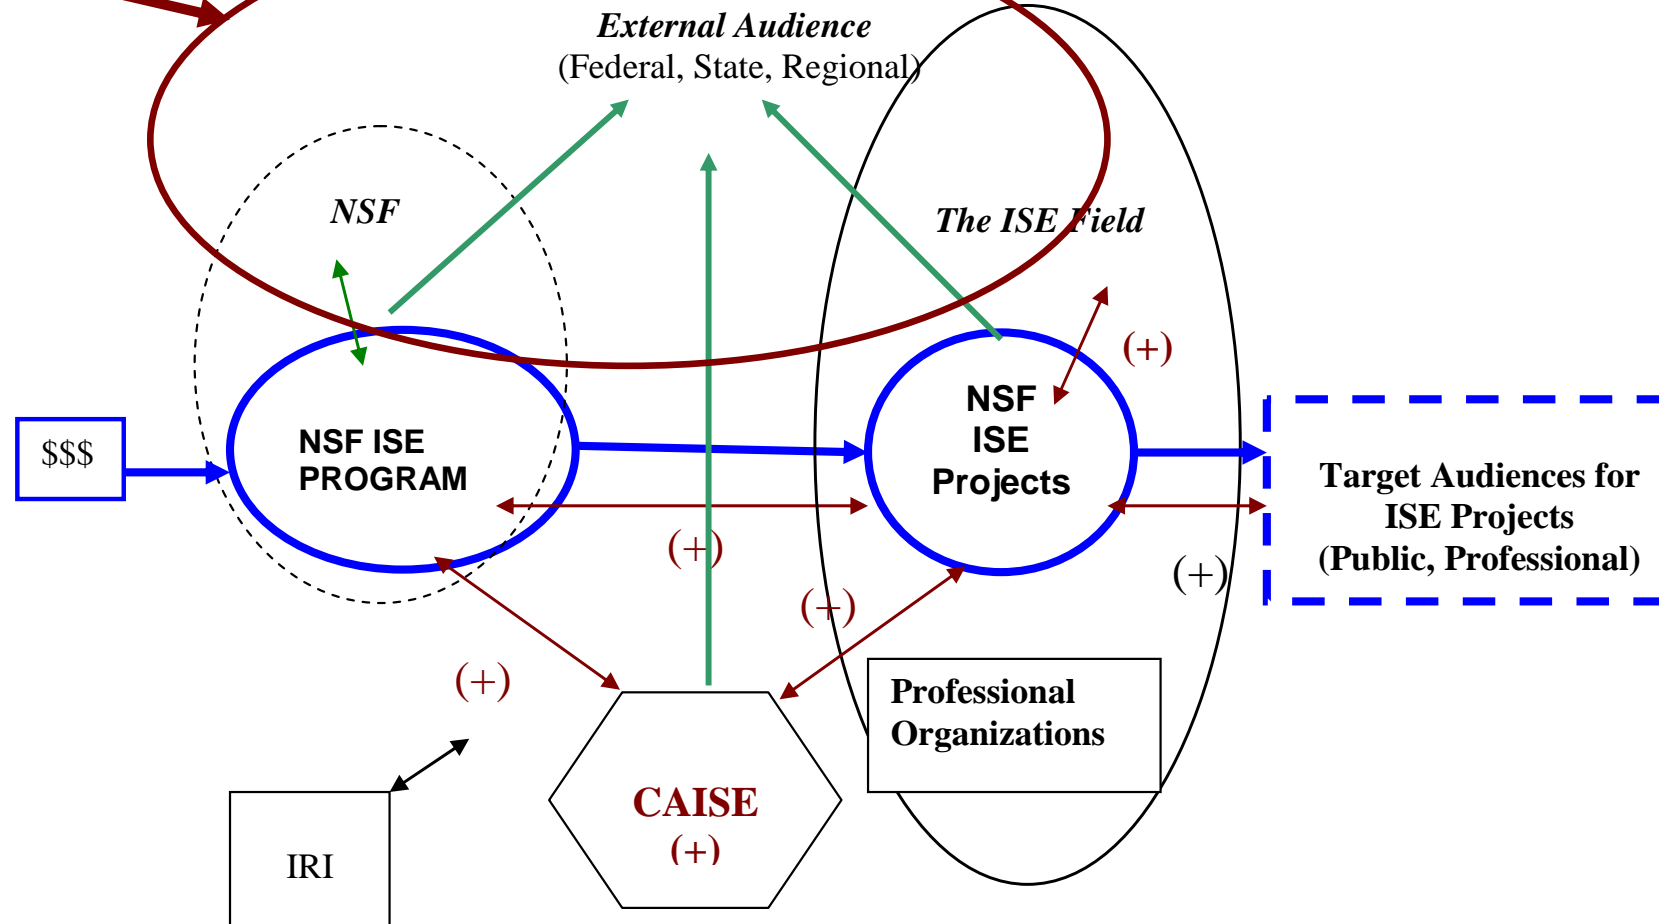 External Audience
(Federal, State, Regional)
NSF
The ISE Field
(+)
$$$
NSF ISE
PROGRAM
NSF
ISE
Projects
Target Audiences for
ISE Projects
(Public, Professional)
(+)
(+)
(+)
(+)
Professional
Organizations
CAISE
(+)
IRI